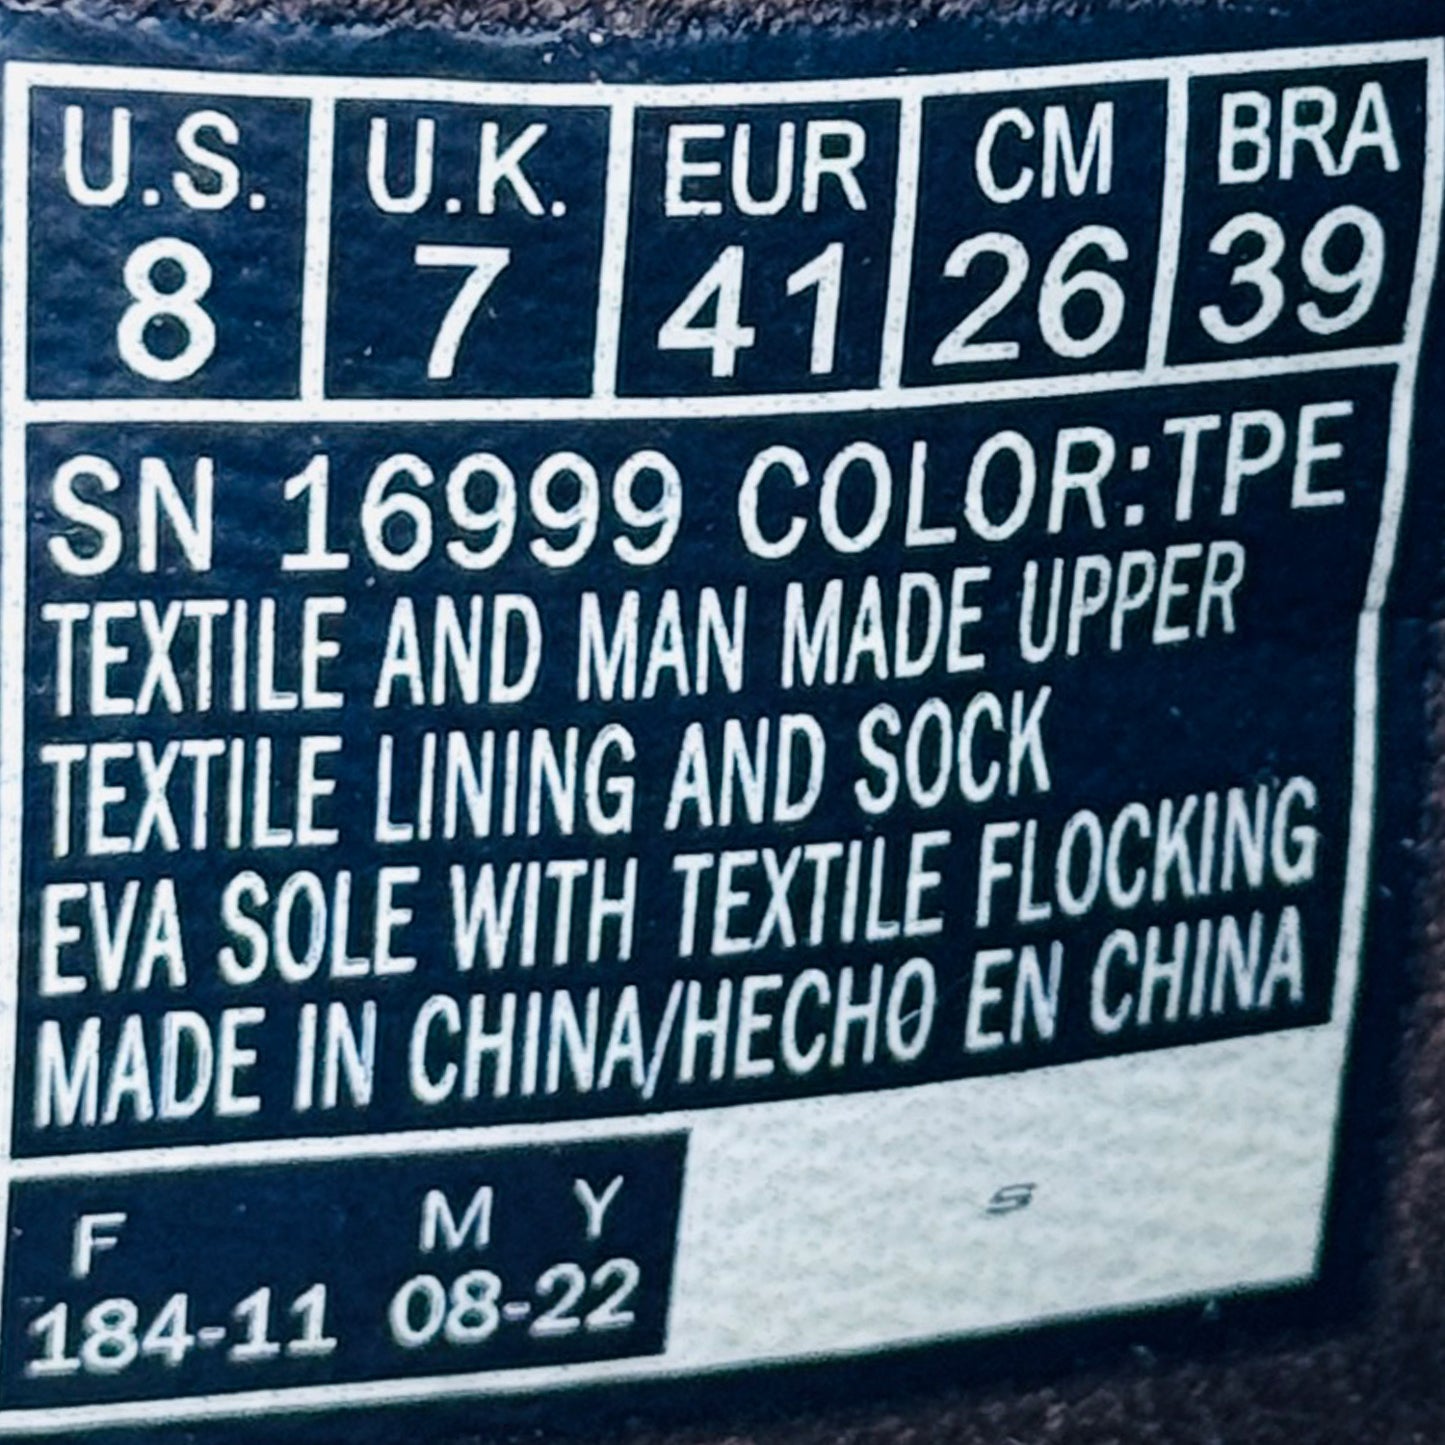 U.S. U.K. EUR CM BRA
8 7 41 26 39
SN 16999 COLOR:TPE
TEXTILE AND MAN MADE UPPER
TEXTILE LINING AND SOCK
EVA SOLE WITH TEXTILE FLOCKING
MADE IN CHINA/HECHO EN CHINA
F M Y
184-11 08-22
S